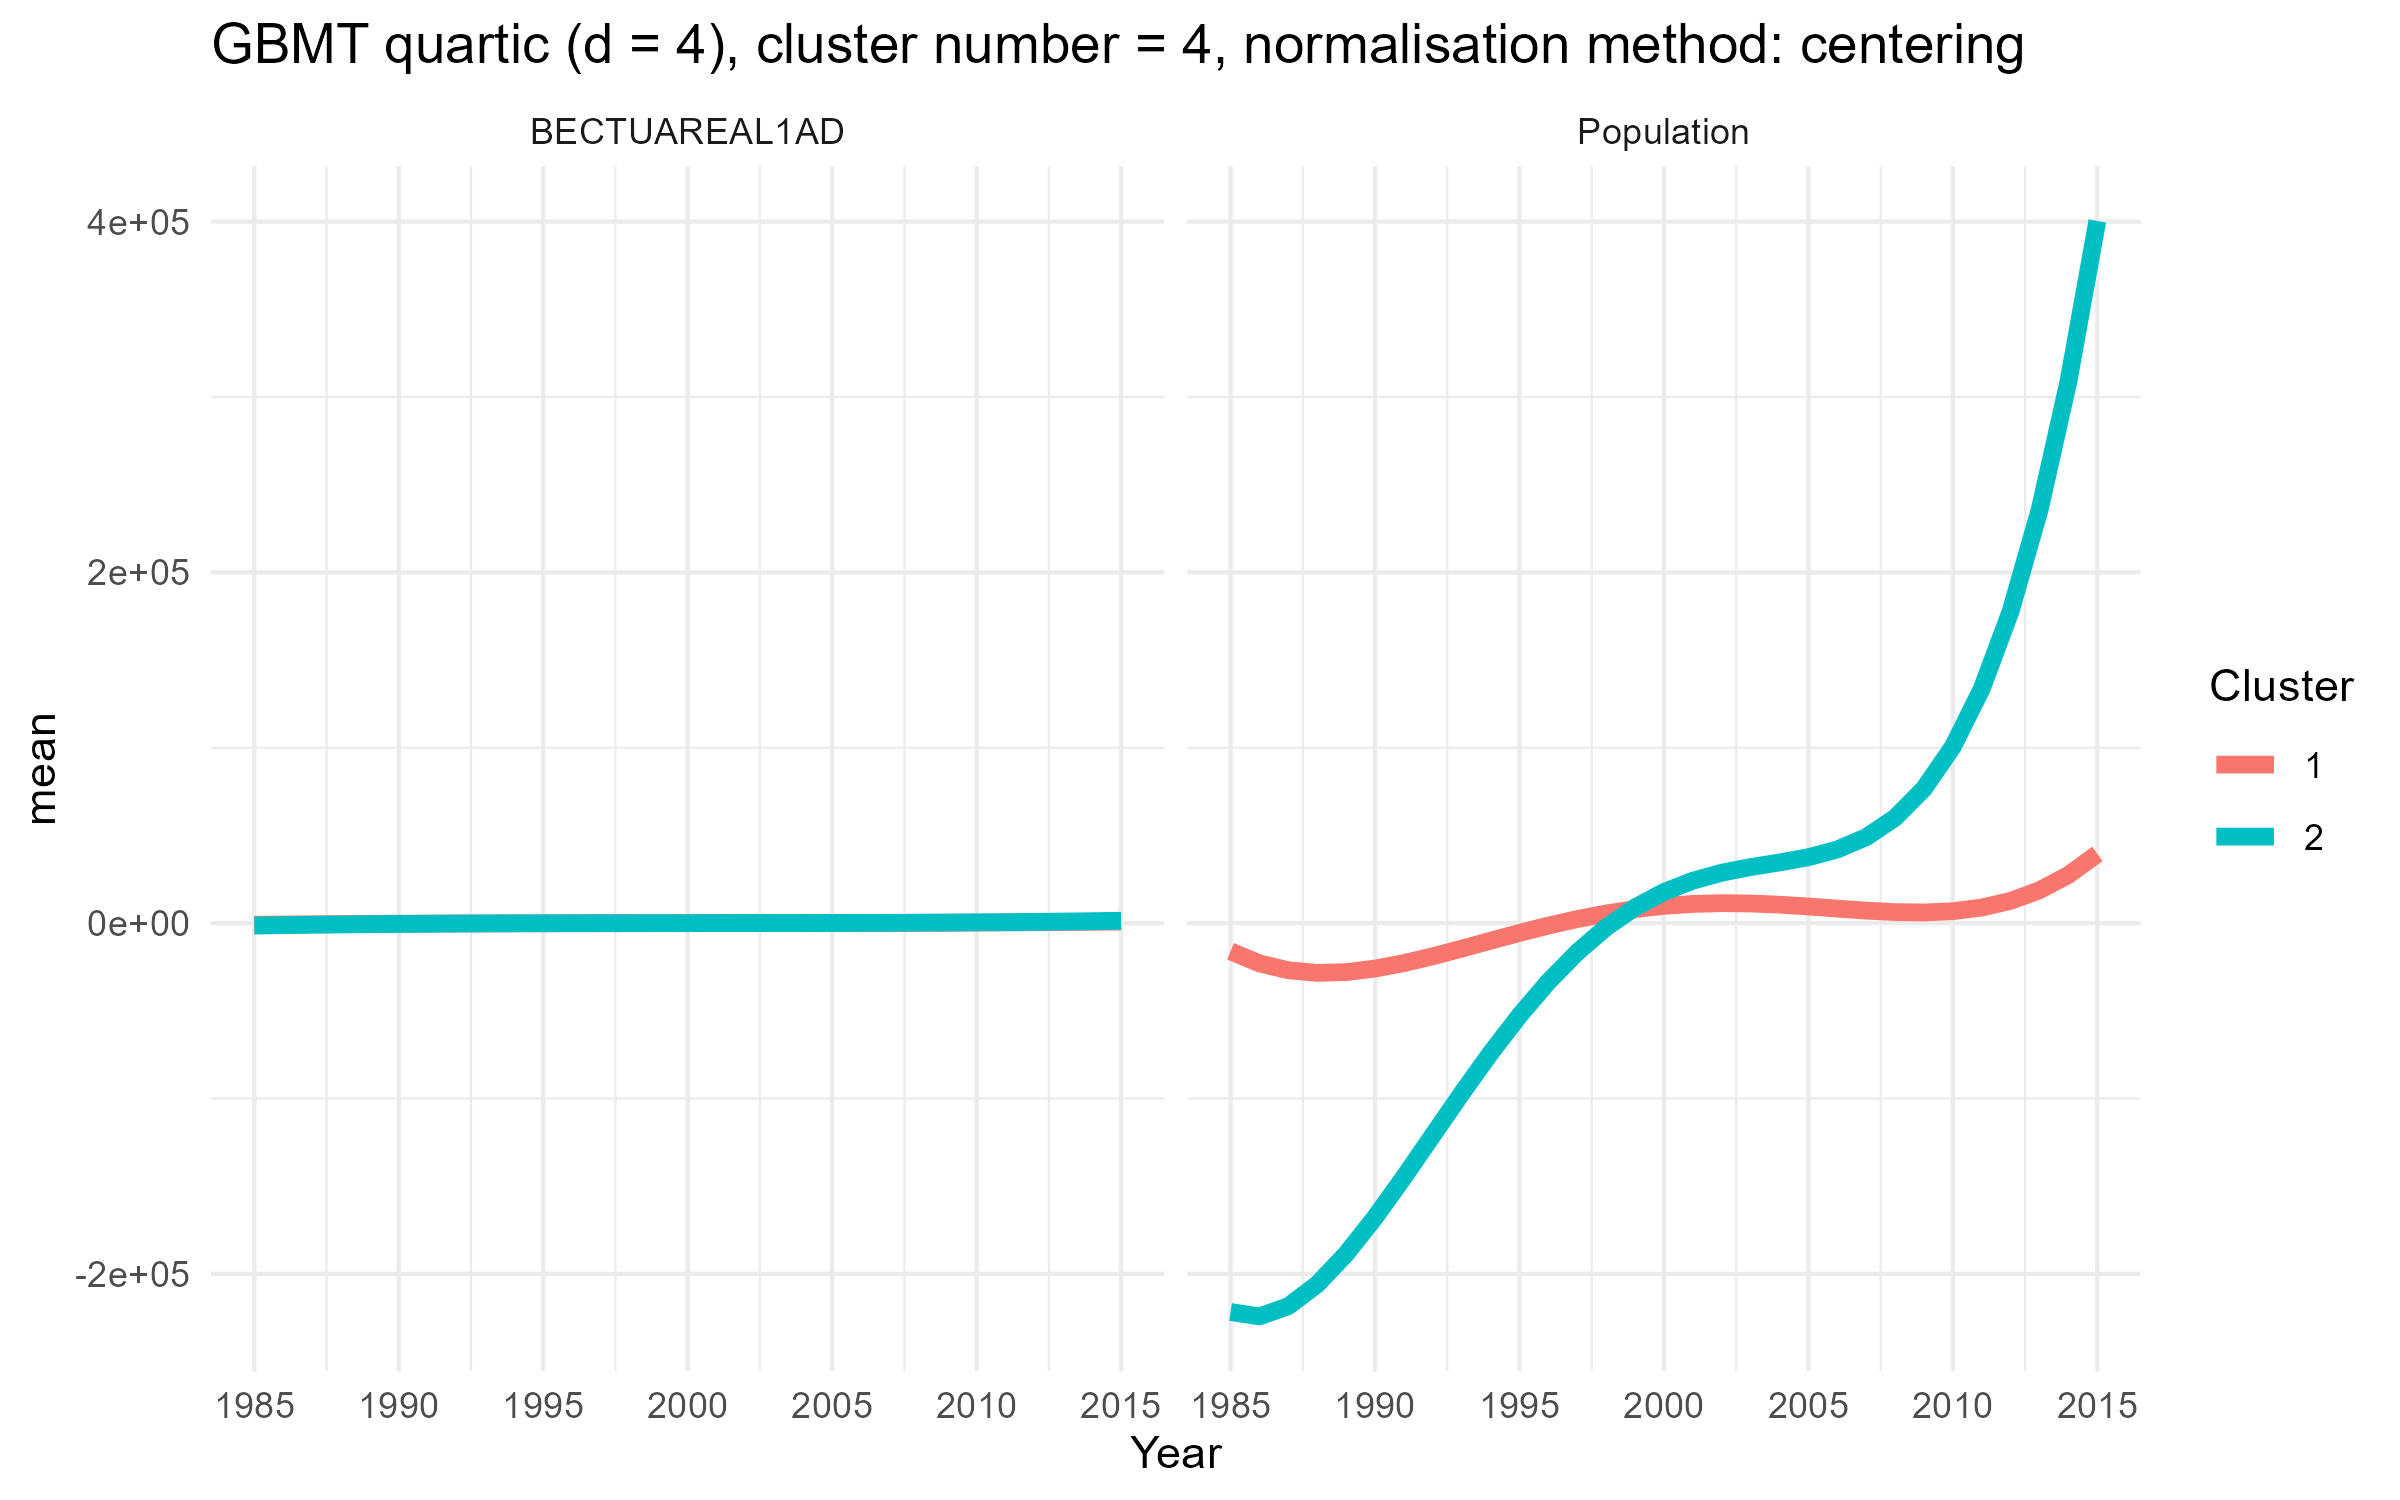 GBMT quartic (d = 4), cluster number = 4, normalisation method: centering
BECTUAREAL1AD
Population
4e+05
2e+05
0e+00
-2e+05
mean
1985 1990 1995 2000 2005 2010 2015
1985 1990 1995 2000 2005 2010 2015
Year
Cluster
1
2